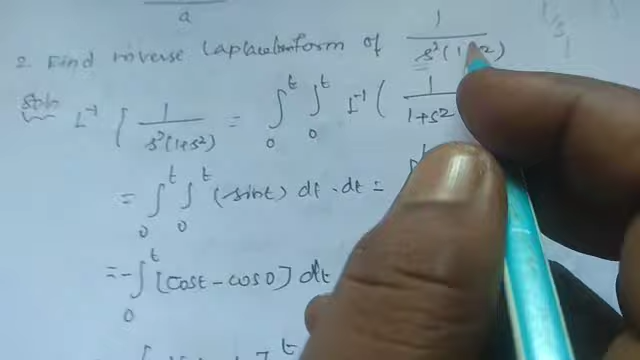 a
2. Find inverse Laplace transform of 1/s²(1+s²)
Soln L⁻¹ { 1/s²(1+s²) = ∫₀ᵗ ∫₀ᵗ L⁻¹ ( 1/1+s²
= ∫₀ᵗ ∫₀ᵗ (sint) dt · dt =
= -∫₀ᵗ [cost - cos0] dt